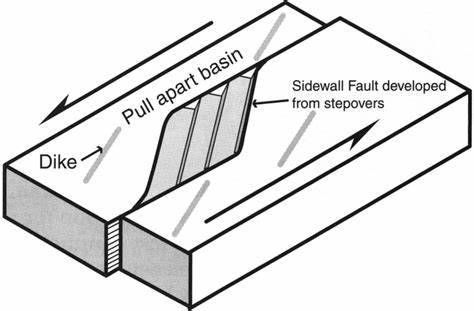 Pull apart basin
Sidewall Fault developed
from stepovers
Dike